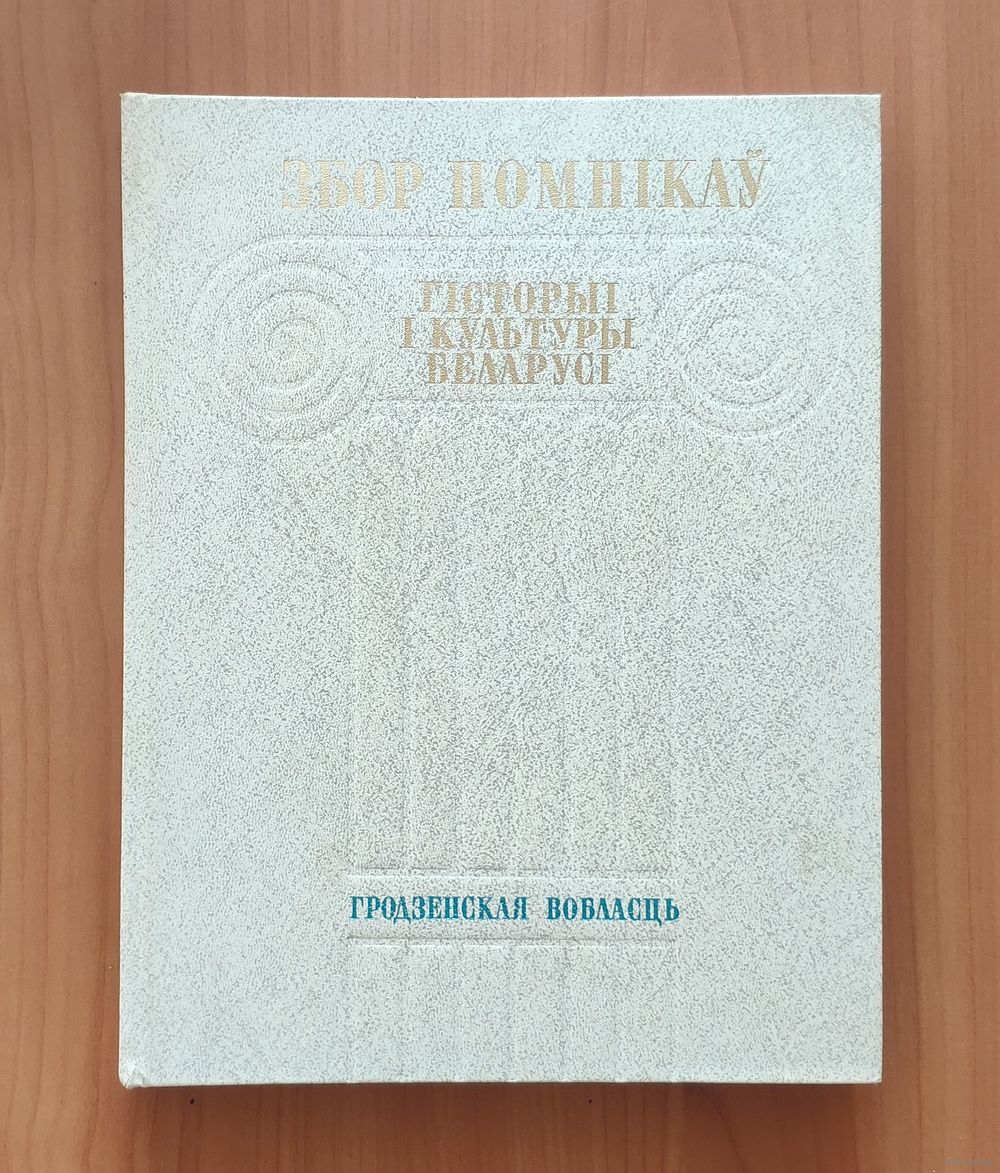 ЗБОР ПОМНІКАЎ
ГІСТОРЫІ
І КУЛЬТУРЫ
БЕЛАРУСІ
ГРОДЗЕНСКАЯ ВОБЛАСЦЬ